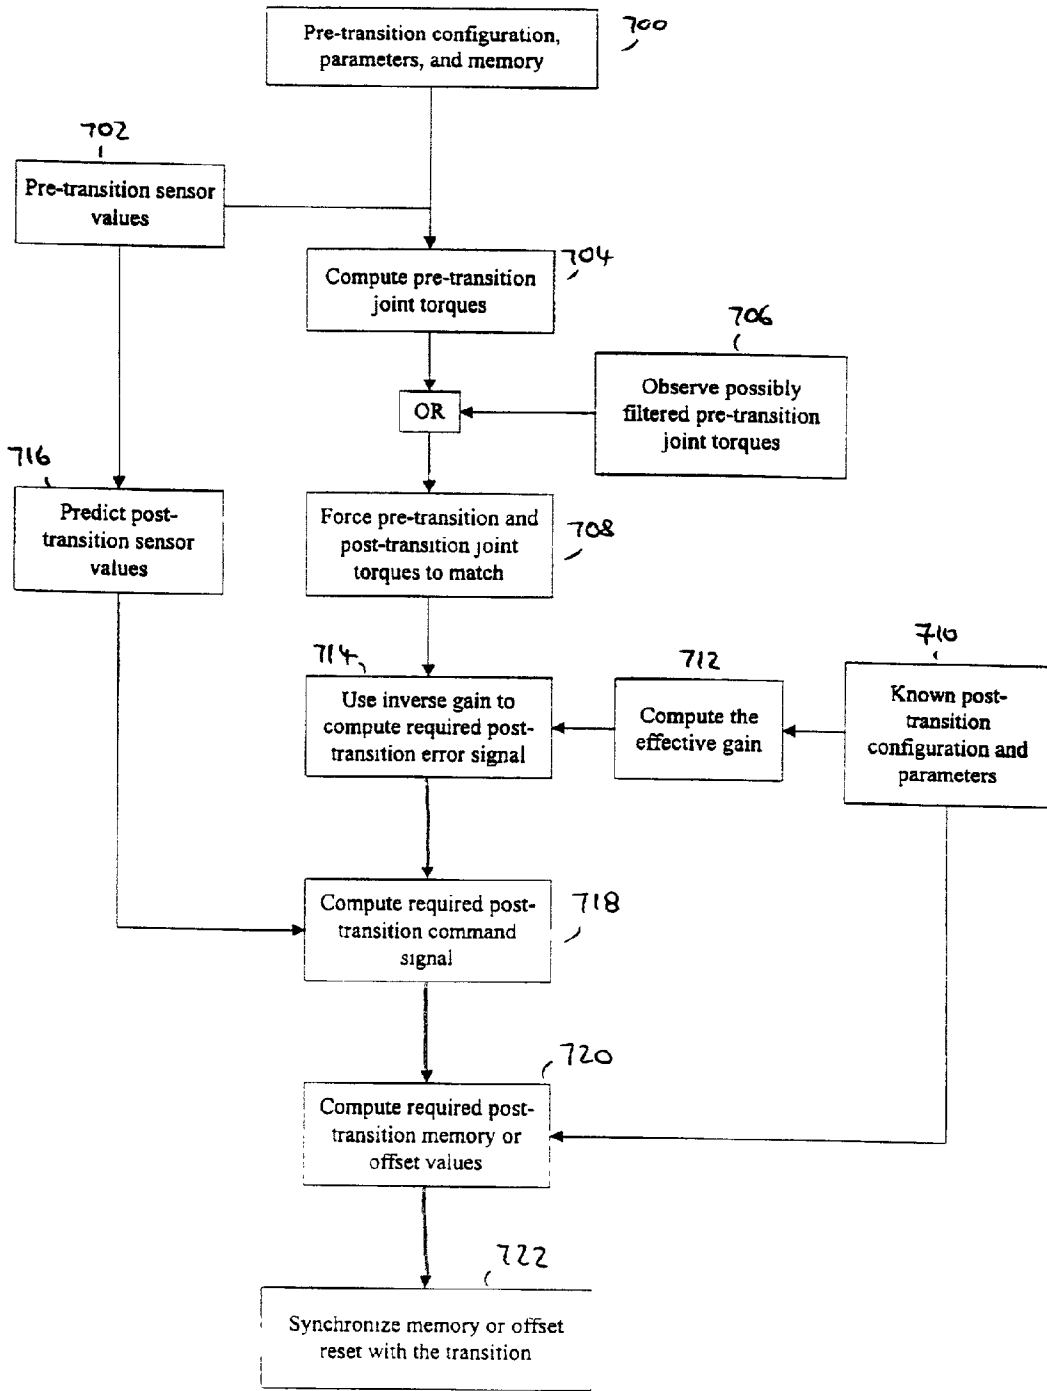 Pre-transition configuration,
parameters, and memory
700
702
Pre-transition sensor
values
704
Compute pre-transition
joint torques
706
OR
Observe possibly
filtered pre-transition
joint torques
716
Predict post-
transition sensor
values
Force pre-transition and
post-transition joint
torques to match
708
714
Use inverse gain to
compute required post-
transition error signal
712
Compute the
effective gain
710
Known post-
transition
configuration and
parameters
Compute required post-
transition command
signal
718
720
Compute required post-
transition memory or
offset values
722
Synchronize memory or offset
reset with the transition